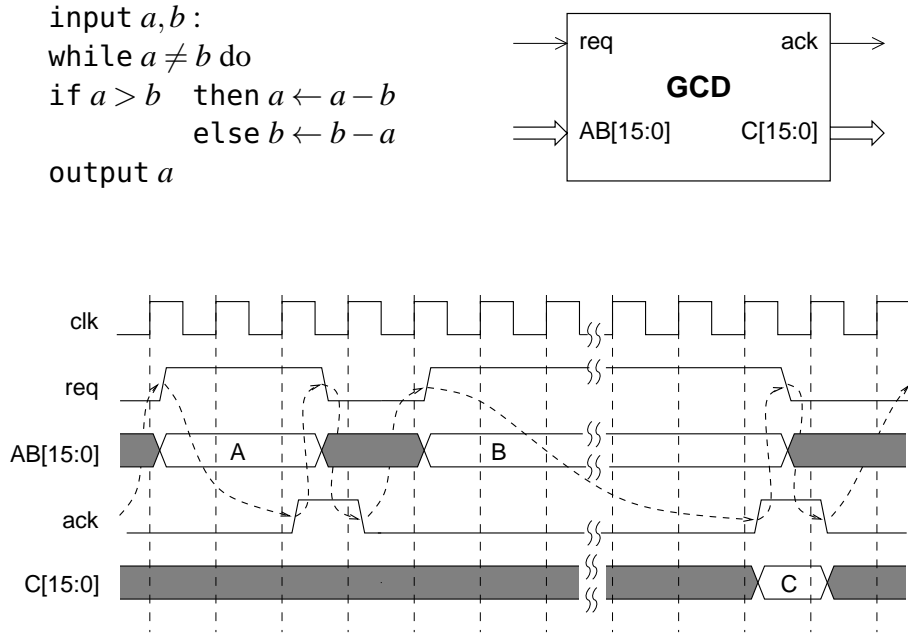 input a,b :
while a ≠ b do
if a > b then a ← a − b
else b ← b − a
output a
req ack
GCD
AB[15:0] C[15:0]
clk
req
AB[15:0] A B
ack
C[15:0] C